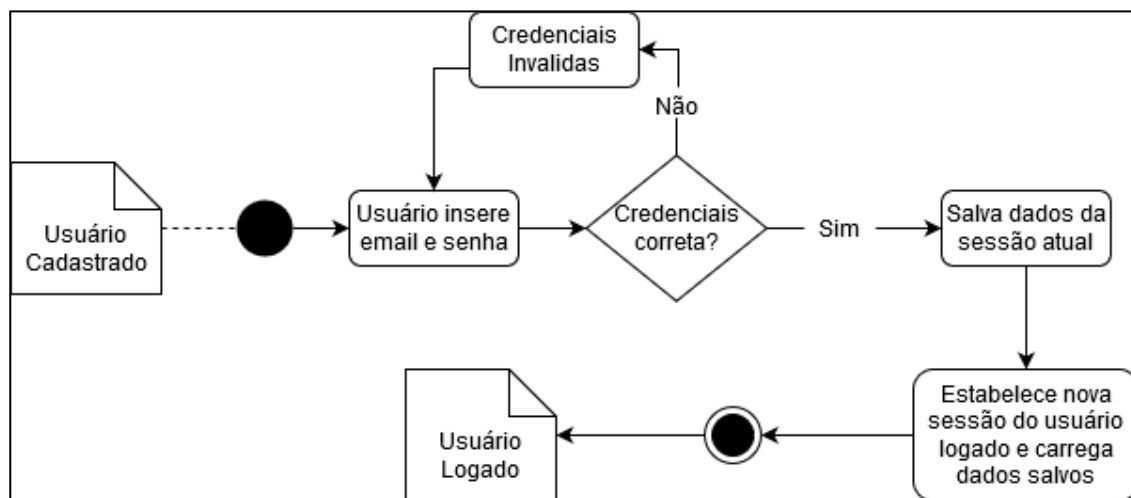 Credenciais
Invalidas
Não
Usuário
Cadastrado
Usuário insere
email e senha
Credenciais
correta?
Sim
Salva dados da
sessão atual
Estabelece nova
sessão do usuário
logado e carrega
dados salvos
Usuário
Logado